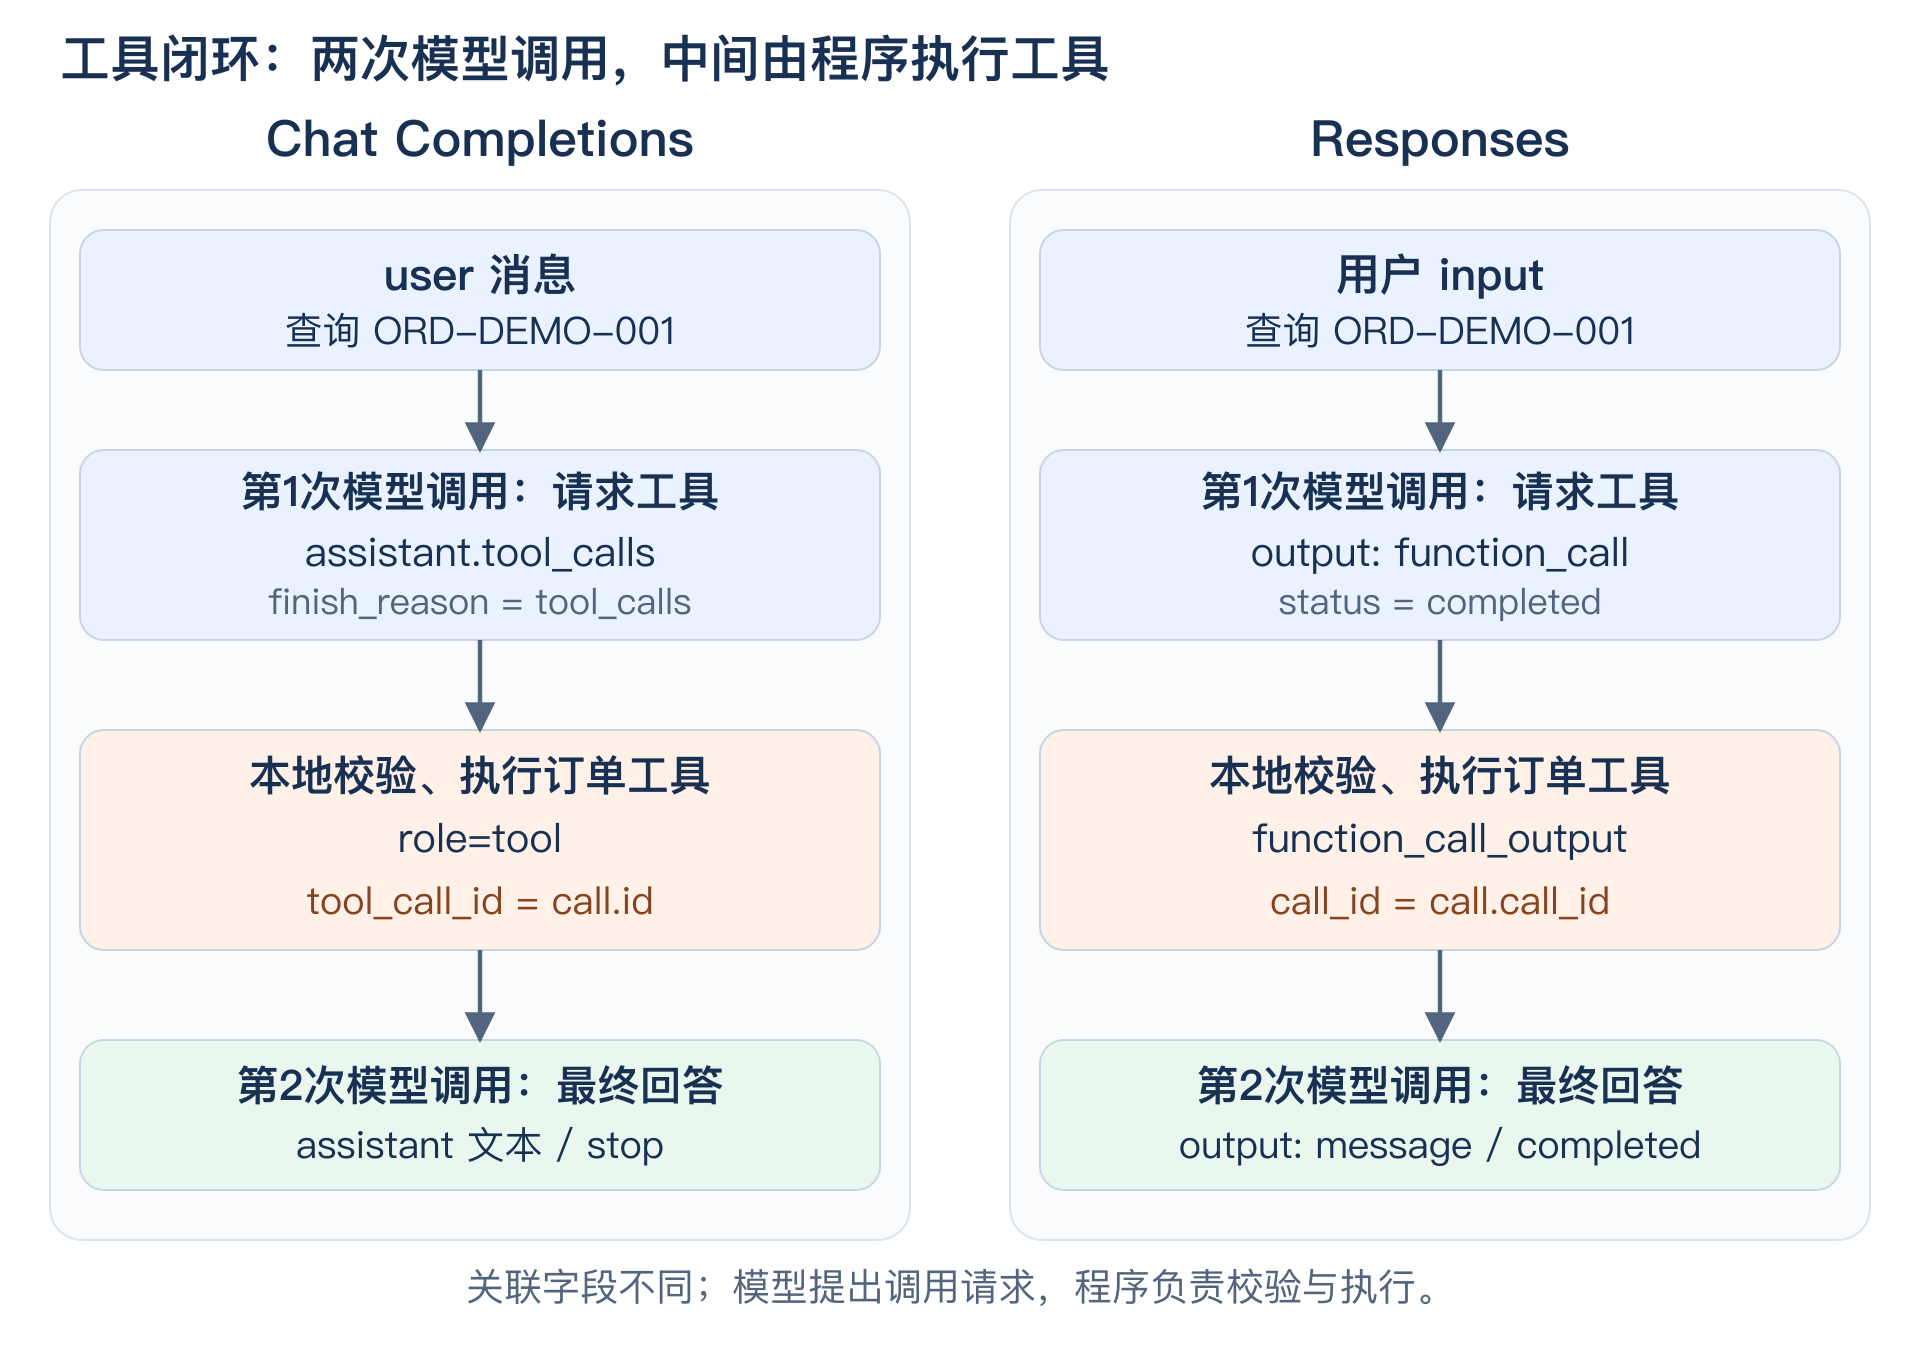 工具闭环：两次模型调用，中间由程序执行工具
Chat Completions
user 消息
查询 ORD–DEMO–001
第1次模型调用：请求工具
assistant.tool_calls
finish_reason = tool_calls
本地校验、执行订单工具
role=tool
tool_call_id = call.id
第2次模型调用：最终回答
assistant 文本 / stop
Responses
用户 input
查询 ORD–DEMO–001
第1次模型调用：请求工具
output: function_call
status = completed
本地校验、执行订单工具
function_call_output
call_id = call.call_id
第2次模型调用：最终回答
output: message / completed
关联字段不同；模型提出调用请求，程序负责校验与执行。